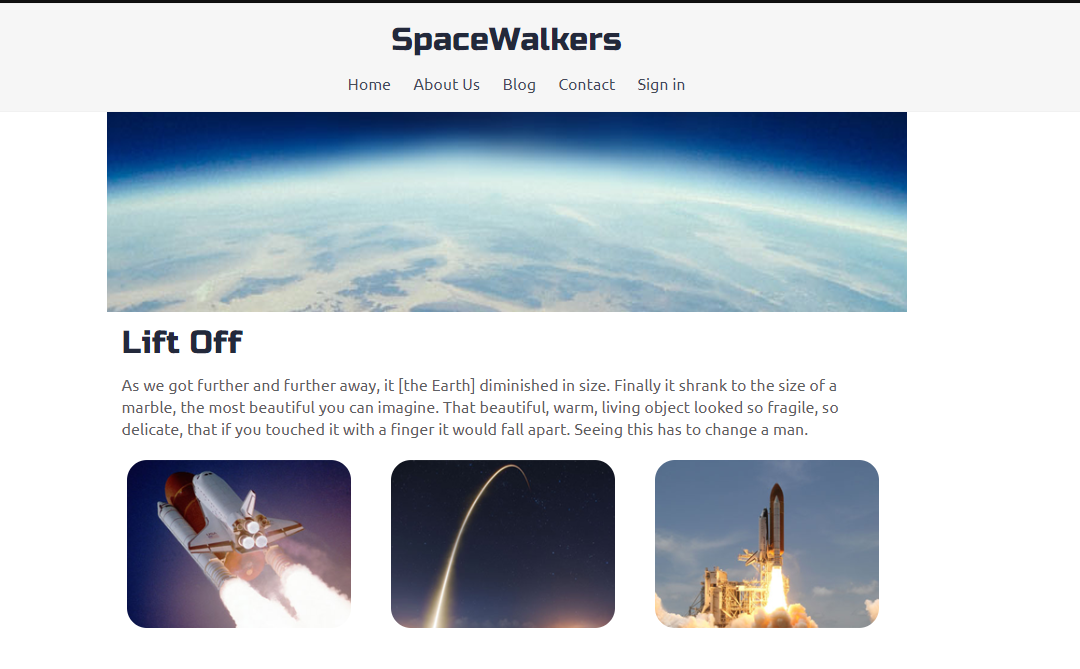 SpaceWalkers
Home About Us Blog Contact Sign in
Lift Off
As we got further and further away, it [the Earth] diminished in size. Finally it shrank to the size of a
marble, the most beautiful you can imagine. That beautiful, warm, living object looked so fragile, so
delicate, that if you touched it with a finger it would fall apart. Seeing this has to change a man.